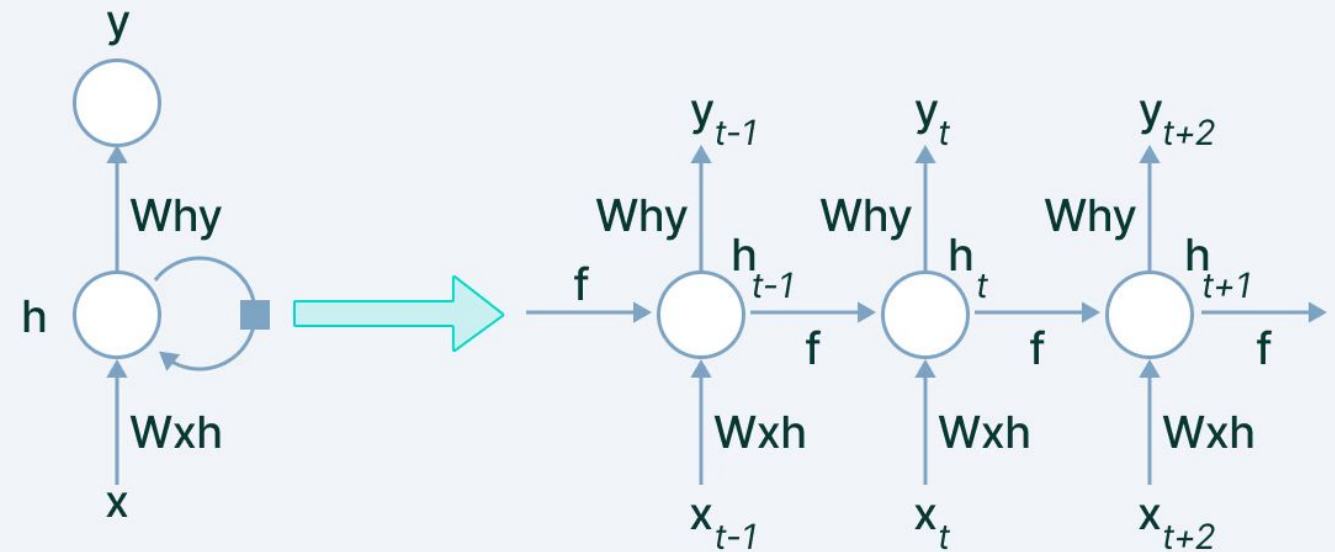 y
Why
h
Wxh
x
y t-1
y t
y t+2
Why
Why
Why
h t-1
h t
h t+1
f
f
f
f
Wxh
Wxh
Wxh
x t-1
x t
x t+2